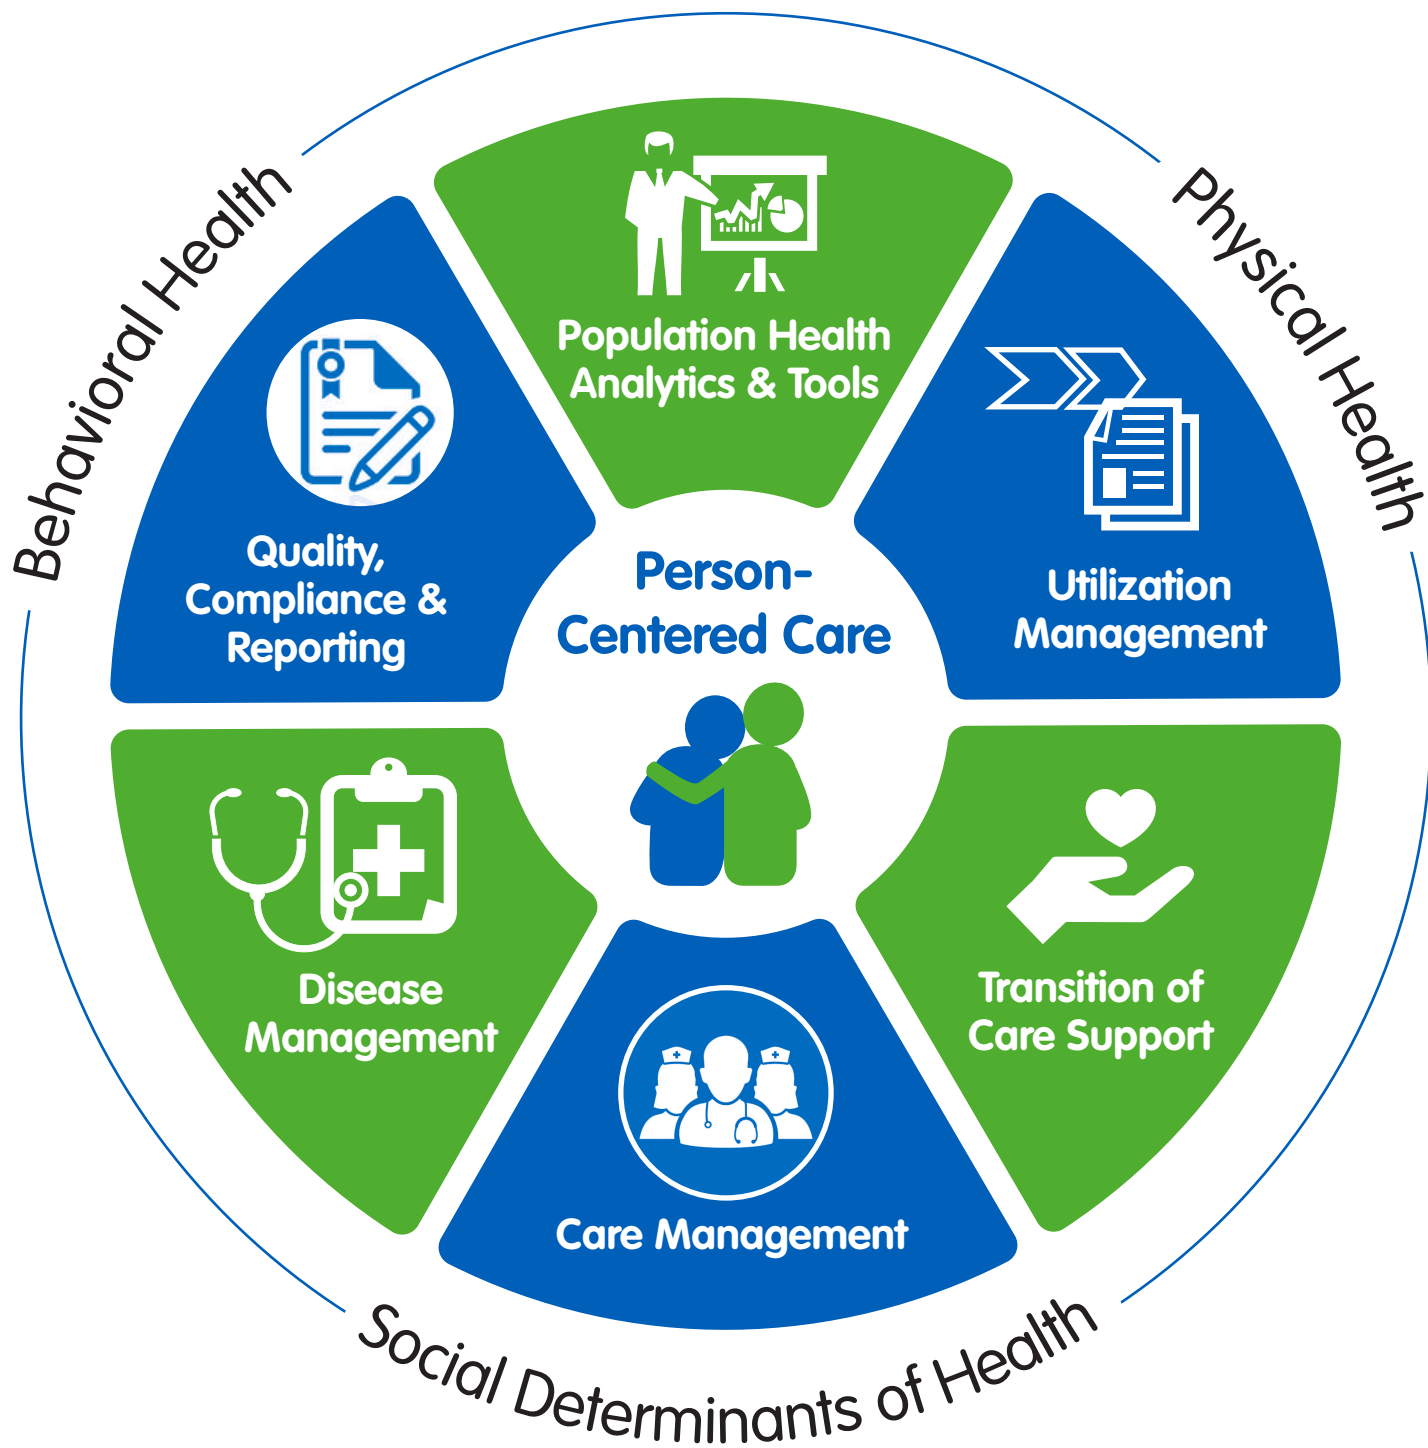 Behavioral Health
Physical Health
Population Health
Analytics & Tools
Quality,
Compliance &
Reporting
Utilization
Management
Person-
Centered Care
Disease
Management
Transition of
Care Support
Care Management
Social Determinants of Health